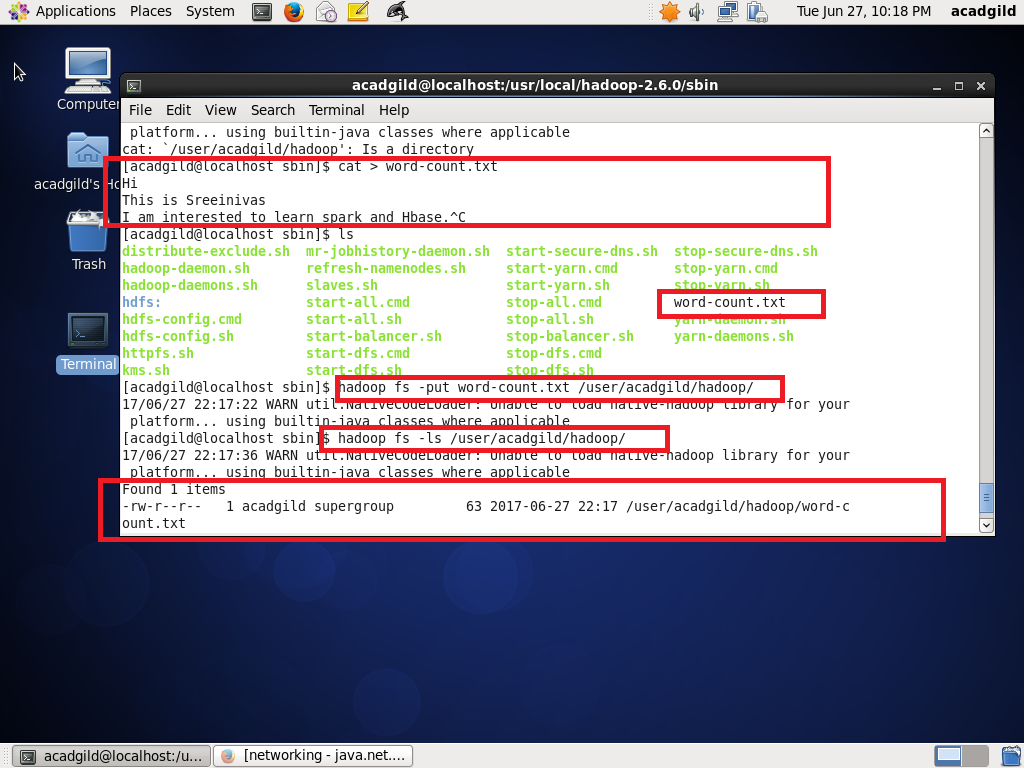 Applications Places System Tue Jun 27, 10:18 PM acadgild
Computer
acadgild's Ho
Trash
Terminal
acadgild@localhost:/usr/local/hadoop-2.6.0/sbin
File Edit View Search Terminal Help
platform... using builtin-java classes where applicable
cat: `/user/acadgild/hadoop': Is a directory
[acadgild@localhost sbin]$ cat > word-count.txt
Hi
This is Sreeinivas
I am interested to learn spark and Hbase.^C
[acadgild@localhost sbin]$ ls
distribute-exclude.sh mr-jobhistory-daemon.sh start-secure-dns.sh stop-secure-dns.sh
hadoop-daemon.sh refresh-namenodes.sh start-yarn.cmd stop-yarn.cmd
hadoop-daemons.sh slaves.sh start-yarn.sh stop-yarn.sh
hdfs: start-all.cmd stop-all.cmd word-count.txt
hdfs-config.cmd start-all.sh stop-all.sh yarn-daemon.sh
hdfs-config.sh start-balancer.sh stop-balancer.sh yarn-daemons.sh
httpfs.sh start-dfs.cmd stop-dfs.cmd
kms.sh start-dfs.sh stop-dfs.sh
[acadgild@localhost sbin]$ hadoop fs -put word-count.txt /user/acadgild/hadoop/
17/06/27 22:17:22 WARN util.NativeCodeLoader: Unable to load native-hadoop library for your
platform... using builtin-java classes where applicable
[acadgild@localhost sbin]$ hadoop fs -ls /user/acadgild/hadoop/
17/06/27 22:17:36 WARN util.NativeCodeLoader: Unable to load native-hadoop library for your
platform... using builtin-java classes where applicable
Found 1 items
-rw-r--r-- 1 acadgild supergroup 63 2017-06-27 22:17 /user/acadgild/hadoop/word-c
ount.txt
acadgild@localhost:/u... [networking - java.net....